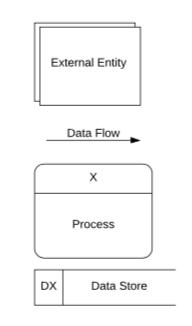 External Entity
Data Flow
X
Process
DX Data Store